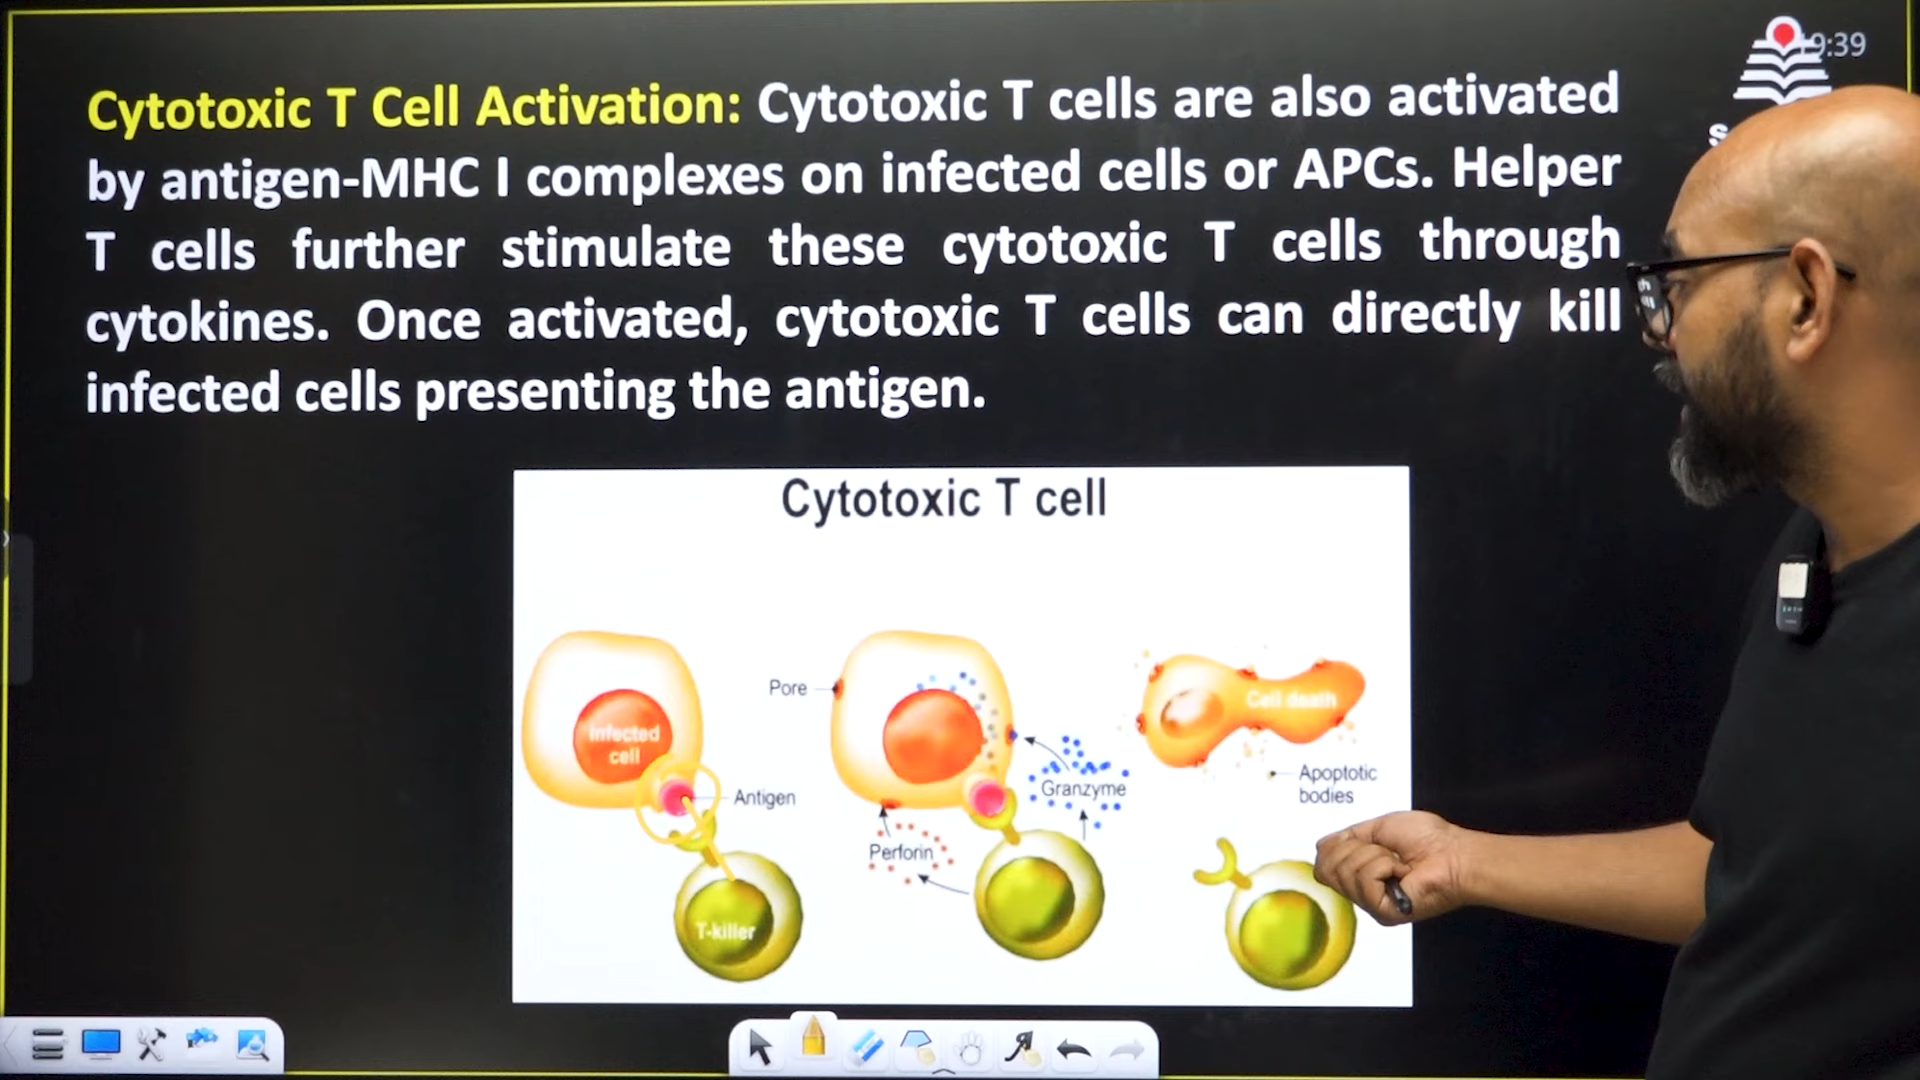 19:39
Cytotoxic T Cell Activation: Cytotoxic T cells are also activated
by antigen-MHC I complexes on infected cells or APCs. Helper
T cells further stimulate these cytotoxic T cells through
cytokines. Once activated, cytotoxic T cells can directly kill
infected cells presenting the antigen.
Cytotoxic T cell
Infected
cell
Antigen
T-killer
Pore
Perforin
Granzyme
Cell death
Apoptotic
bodies